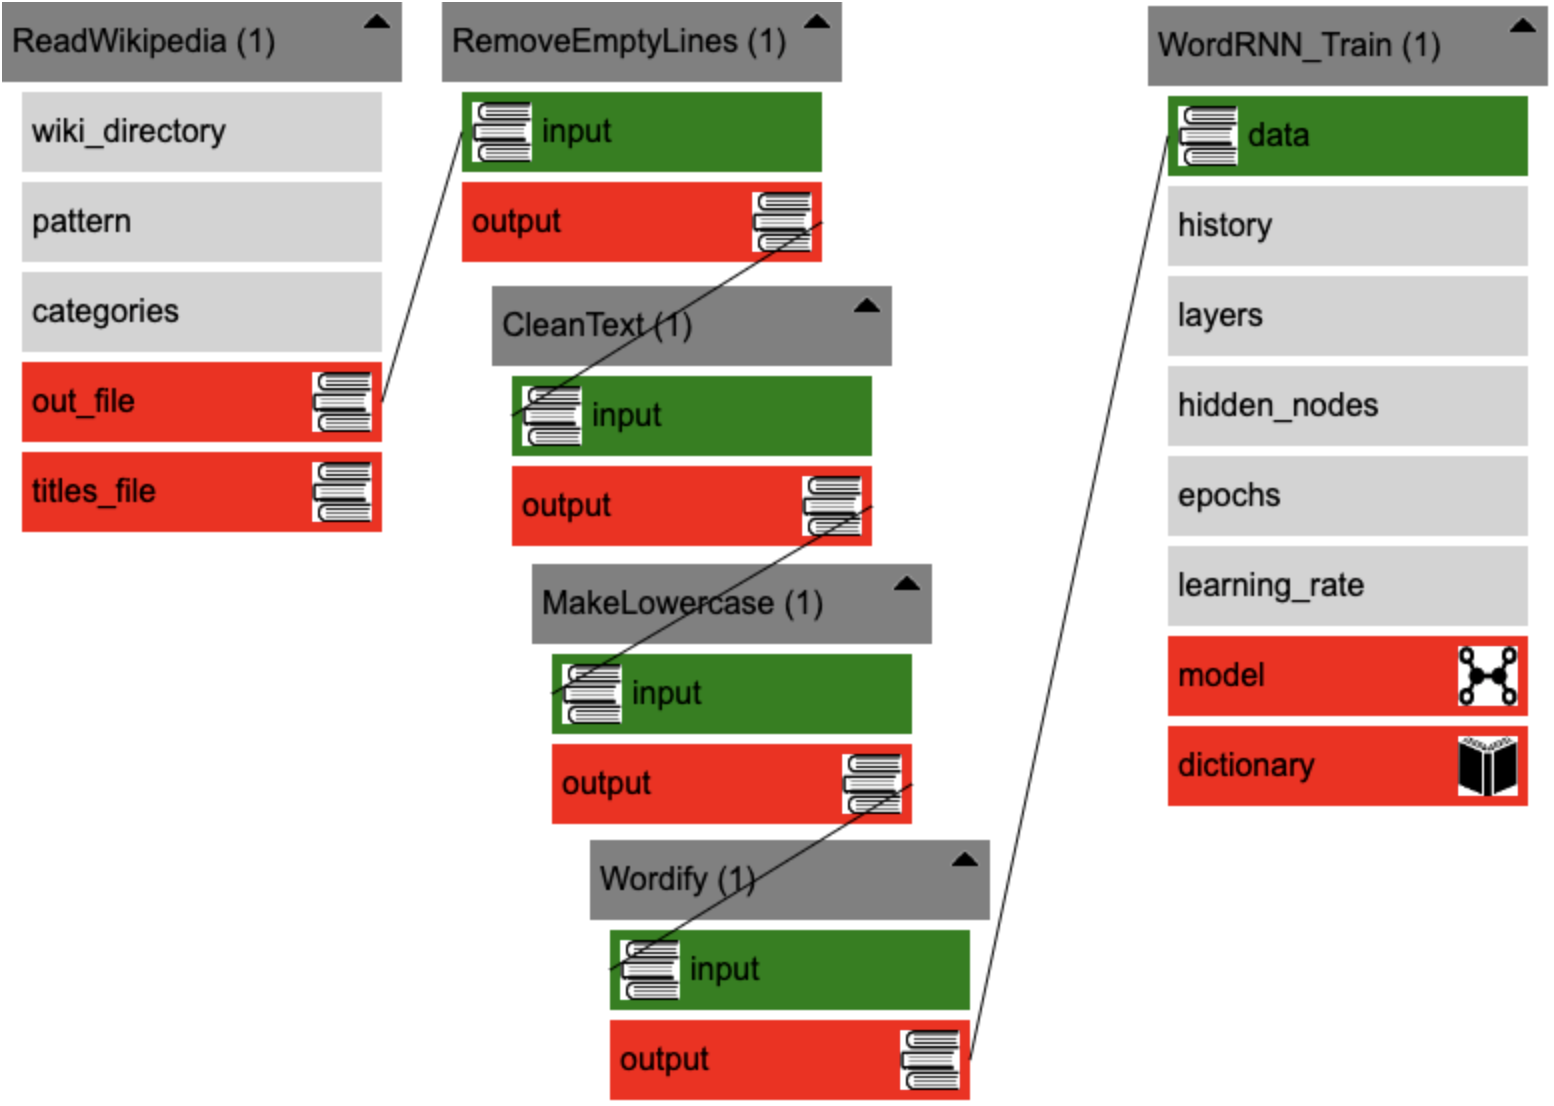 ReadWikipedia (1)
wiki_directory
pattern
categories
out_file
titles_file
RemoveEmptyLines (1)
input
output
CleanText (1)
input
output
MakeLowercase (1)
input
output
Wordify (1)
input
output
WordRNN_Train (1)
data
history
layers
hidden_nodes
epochs
learning_rate
model
dictionary